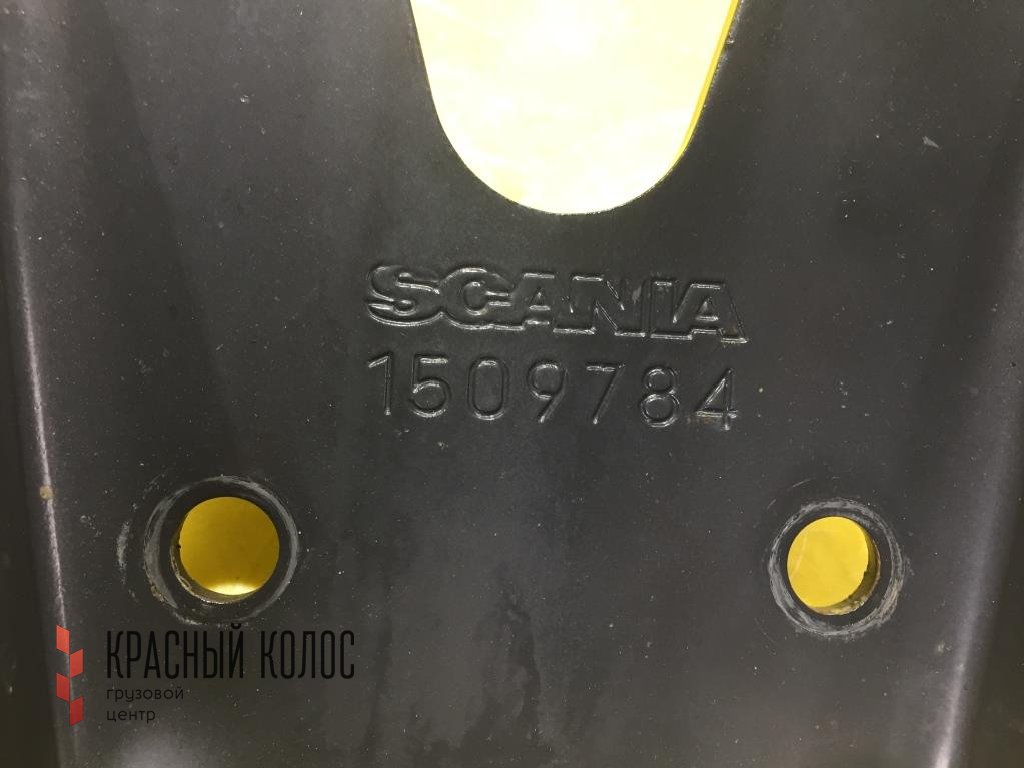 SCANIA
1509784
КРАСНЫЙ КОЛОС
грузовой
центр